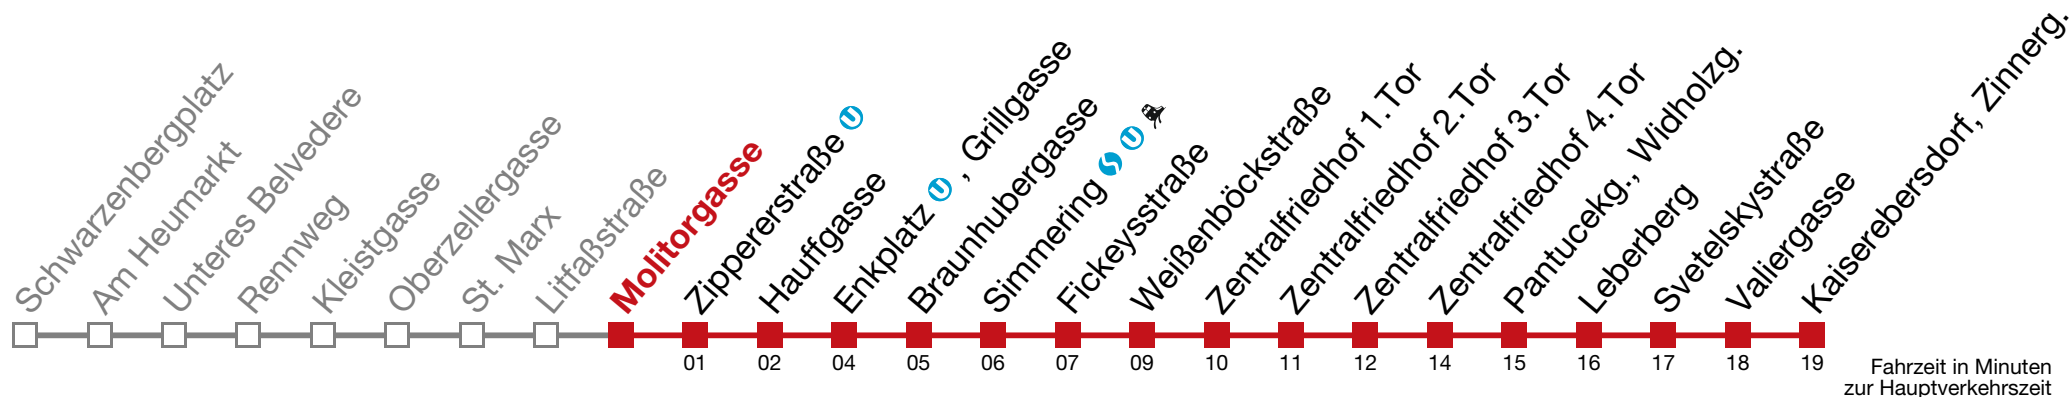 Schwarzenbergplatz
Am Heumarkt
Unteres Belvedere
Rennweg
Kleistgasse
Oberzellergasse
St. Marx
Litfaßstraße
Molitorgasse
Zippererstraße U
Hauffgasse
Enkplatz U , Grillgasse
Braunhubergasse
Simmering S U
Fickeysstraße
Weißenböckstraße
Zentralfriedhof 1. Tor
Zentralfriedhof 2. Tor
Zentralfriedhof 3. Tor
Zentralfriedhof 4. Tor
Pantucekg., Widholzg.
Leberberg
Svetelskystraße
Valiergasse
Kaiserebersdorf, Zinnerg.
01 02 04 05 06 07 09 10 11 12 14 15 16 17 18 19
Fahrzeit in Minuten
zur Hauptverkehrszeit